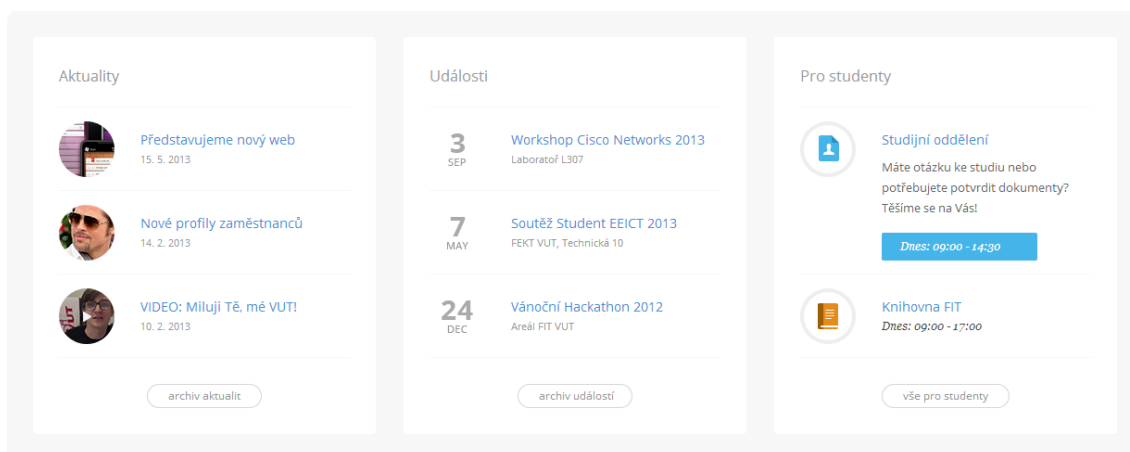 Aktuality
Představujeme nový web
15. 5. 2013
Nové profily zaměstnanců
14. 2. 2013
VIDEO: Miluji Tě, mé VUT!
10. 2. 2013
archiv aktualit
Události
3
SEP
Workshop Cisco Networks 2013
Laboratoř L307
7
MAY
Soutěž Student EEICT 2013
FEKT VUT, Technická 10
24
DEC
Vánoční Hackathon 2012
Areál FIT VUT
archiv událostí
Pro studenty
Studijní oddělení
Máte otázku ke studiu nebo
potřebujete potvrdit dokumenty?
Těšíme se na Vás!
Dnes: 09:00 - 14:30
Knihovna FIT
Dnes: 09:00 - 17:00
vše pro studenty